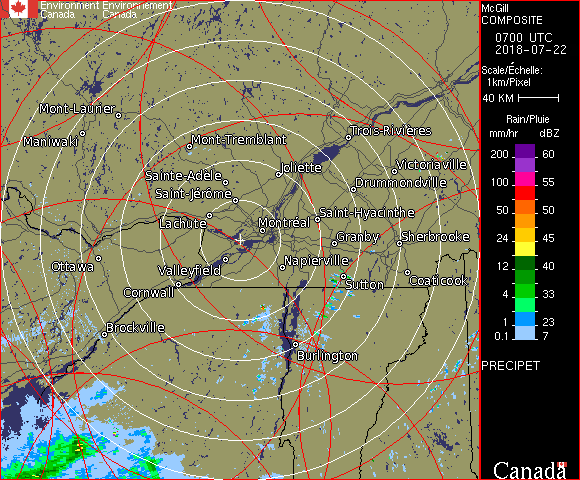 Environment Environnement
Canada Canada
McGill
COMPOSITE
0700 UTC
2018-07-22
Scale/Échelle:
1km/Pixel
40 KM
Rain/Pluie
mm/hr dBZ
200 60
155
100 55
50 50
24 45
12 40
4 33
1 23
0.1 7
PRECIPET
Canada
Mont-Laurier
Maniwaki
Mont-Tremblant
Trois-Rivières
Sainte-Adèle
Joliette
Victoriaville
Saint-Jérôme
Drummondville
Lachute
Montréal
Saint-Hyacinthe
Granby
Sherbrooke
Ottawa
Valleyfield
Napierville
Cornwall
Sutton
Coaticook
Brockville
Burlington